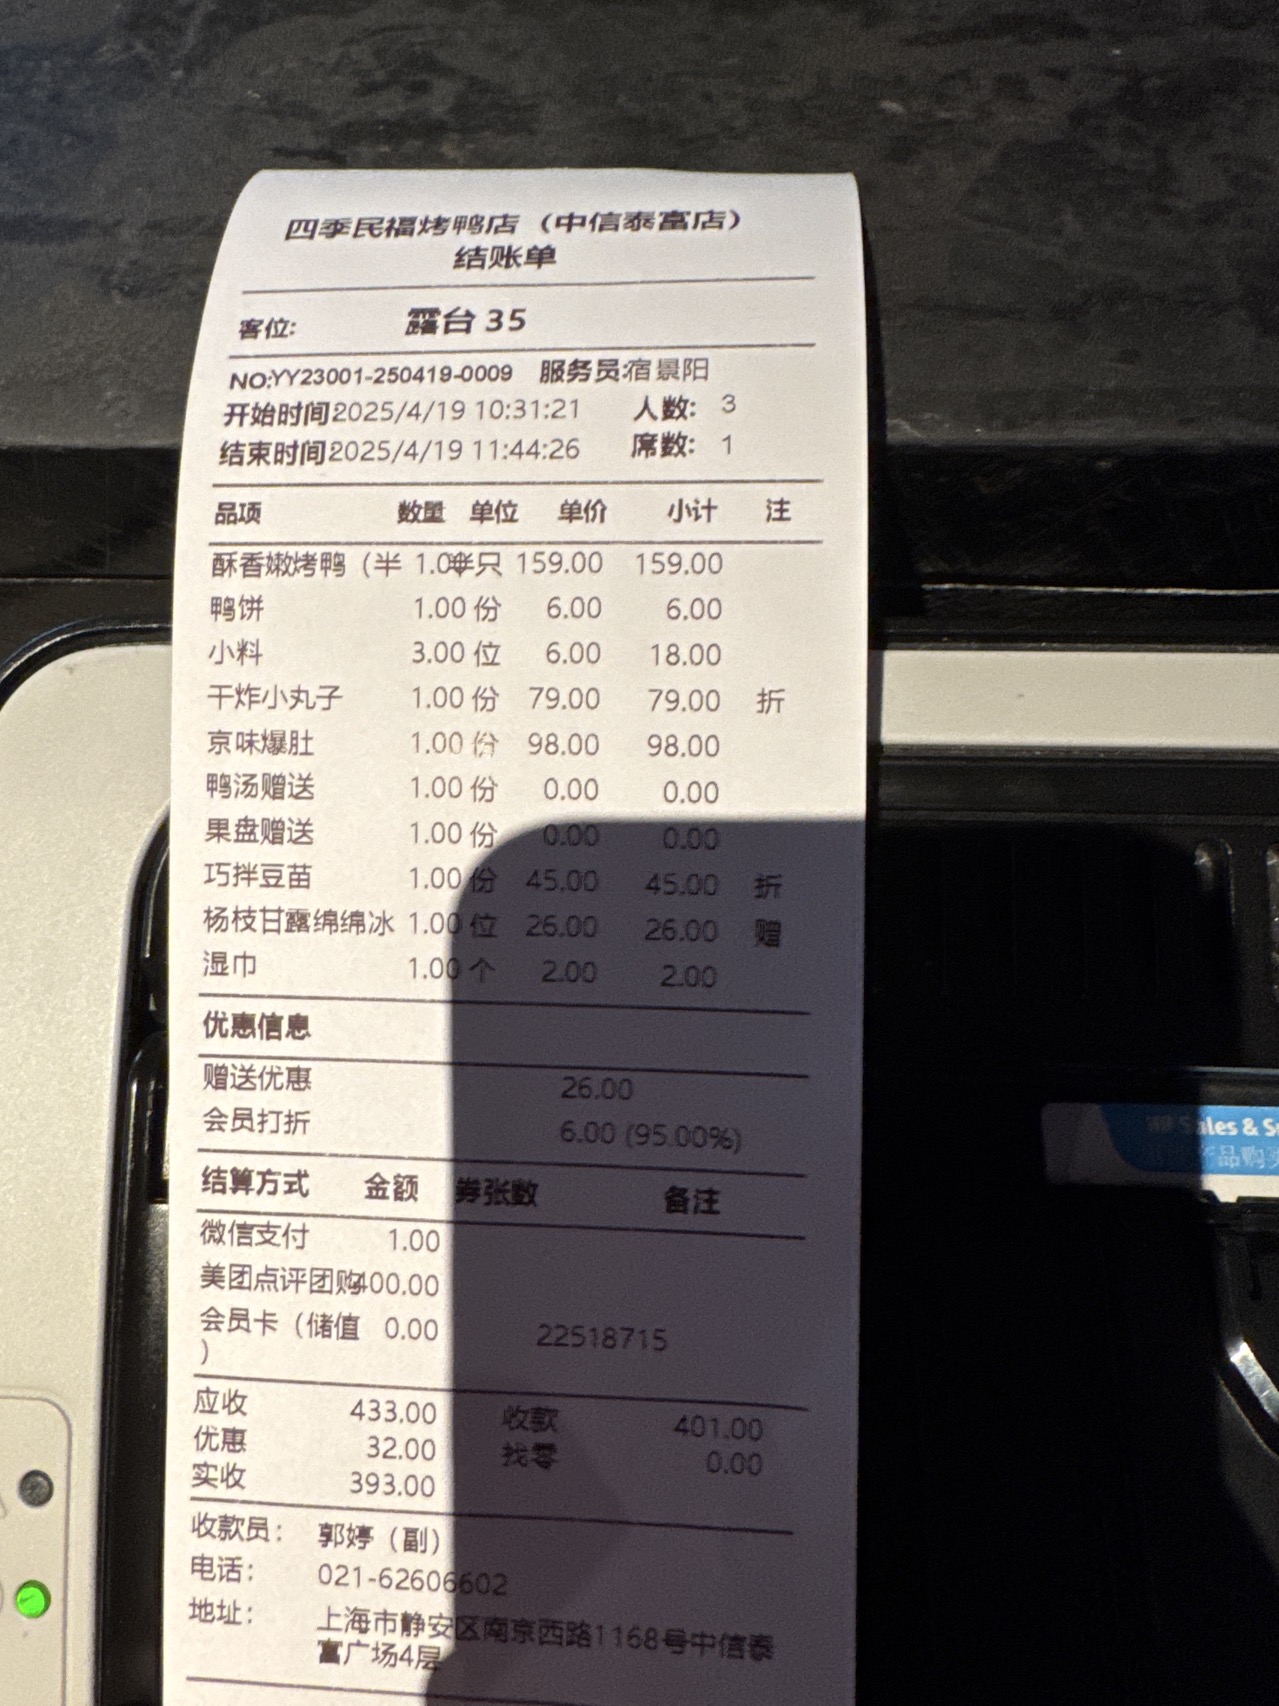 四季民福烤鸭店（中信泰富店）
结账单
客位: 露台 35
NO:YY23001-250419-0009 服务员:宿景阳
开始时间2025/4/19 10:31:21 人数: 3
结束时间2025/4/19 11:44:26 席数: 1
品项 数量 单位 单价 小计 注
酥香嫩烤鸭（半 1.00半只 159.00 159.00
鸭饼 1.00 份 6.00 6.00
小料 3.00 位 6.00 18.00
干炸小丸子 1.00 份 79.00 79.00 折
京味爆肚 1.00 份 98.00 98.00
鸭汤赠送 1.00 份 0.00 0.00
果盘赠送 1.00 份 0.00 0.00
巧拌豆苗 1.00 份 45.00 45.00 折
杨枝甘露绵绵冰 1.00 位 26.00 26.00 赠
湿巾 1.00 个 2.00 2.00
优惠信息
赠送优惠 26.00
会员打折 6.00 (95.00%)
结算方式 金额 券张数 备注
微信支付 1.00
美团点评团购400.00
会员卡（储值 0.00 22518715
）
应收 433.00 收款 401.00
优惠 32.00 找零 0.00
实收 393.00
收款员: 郭婷（副）
电话: 021-62606602
地址: 上海市静安区南京西路1168号中信泰
富广场4层
Sales & S
产品购买